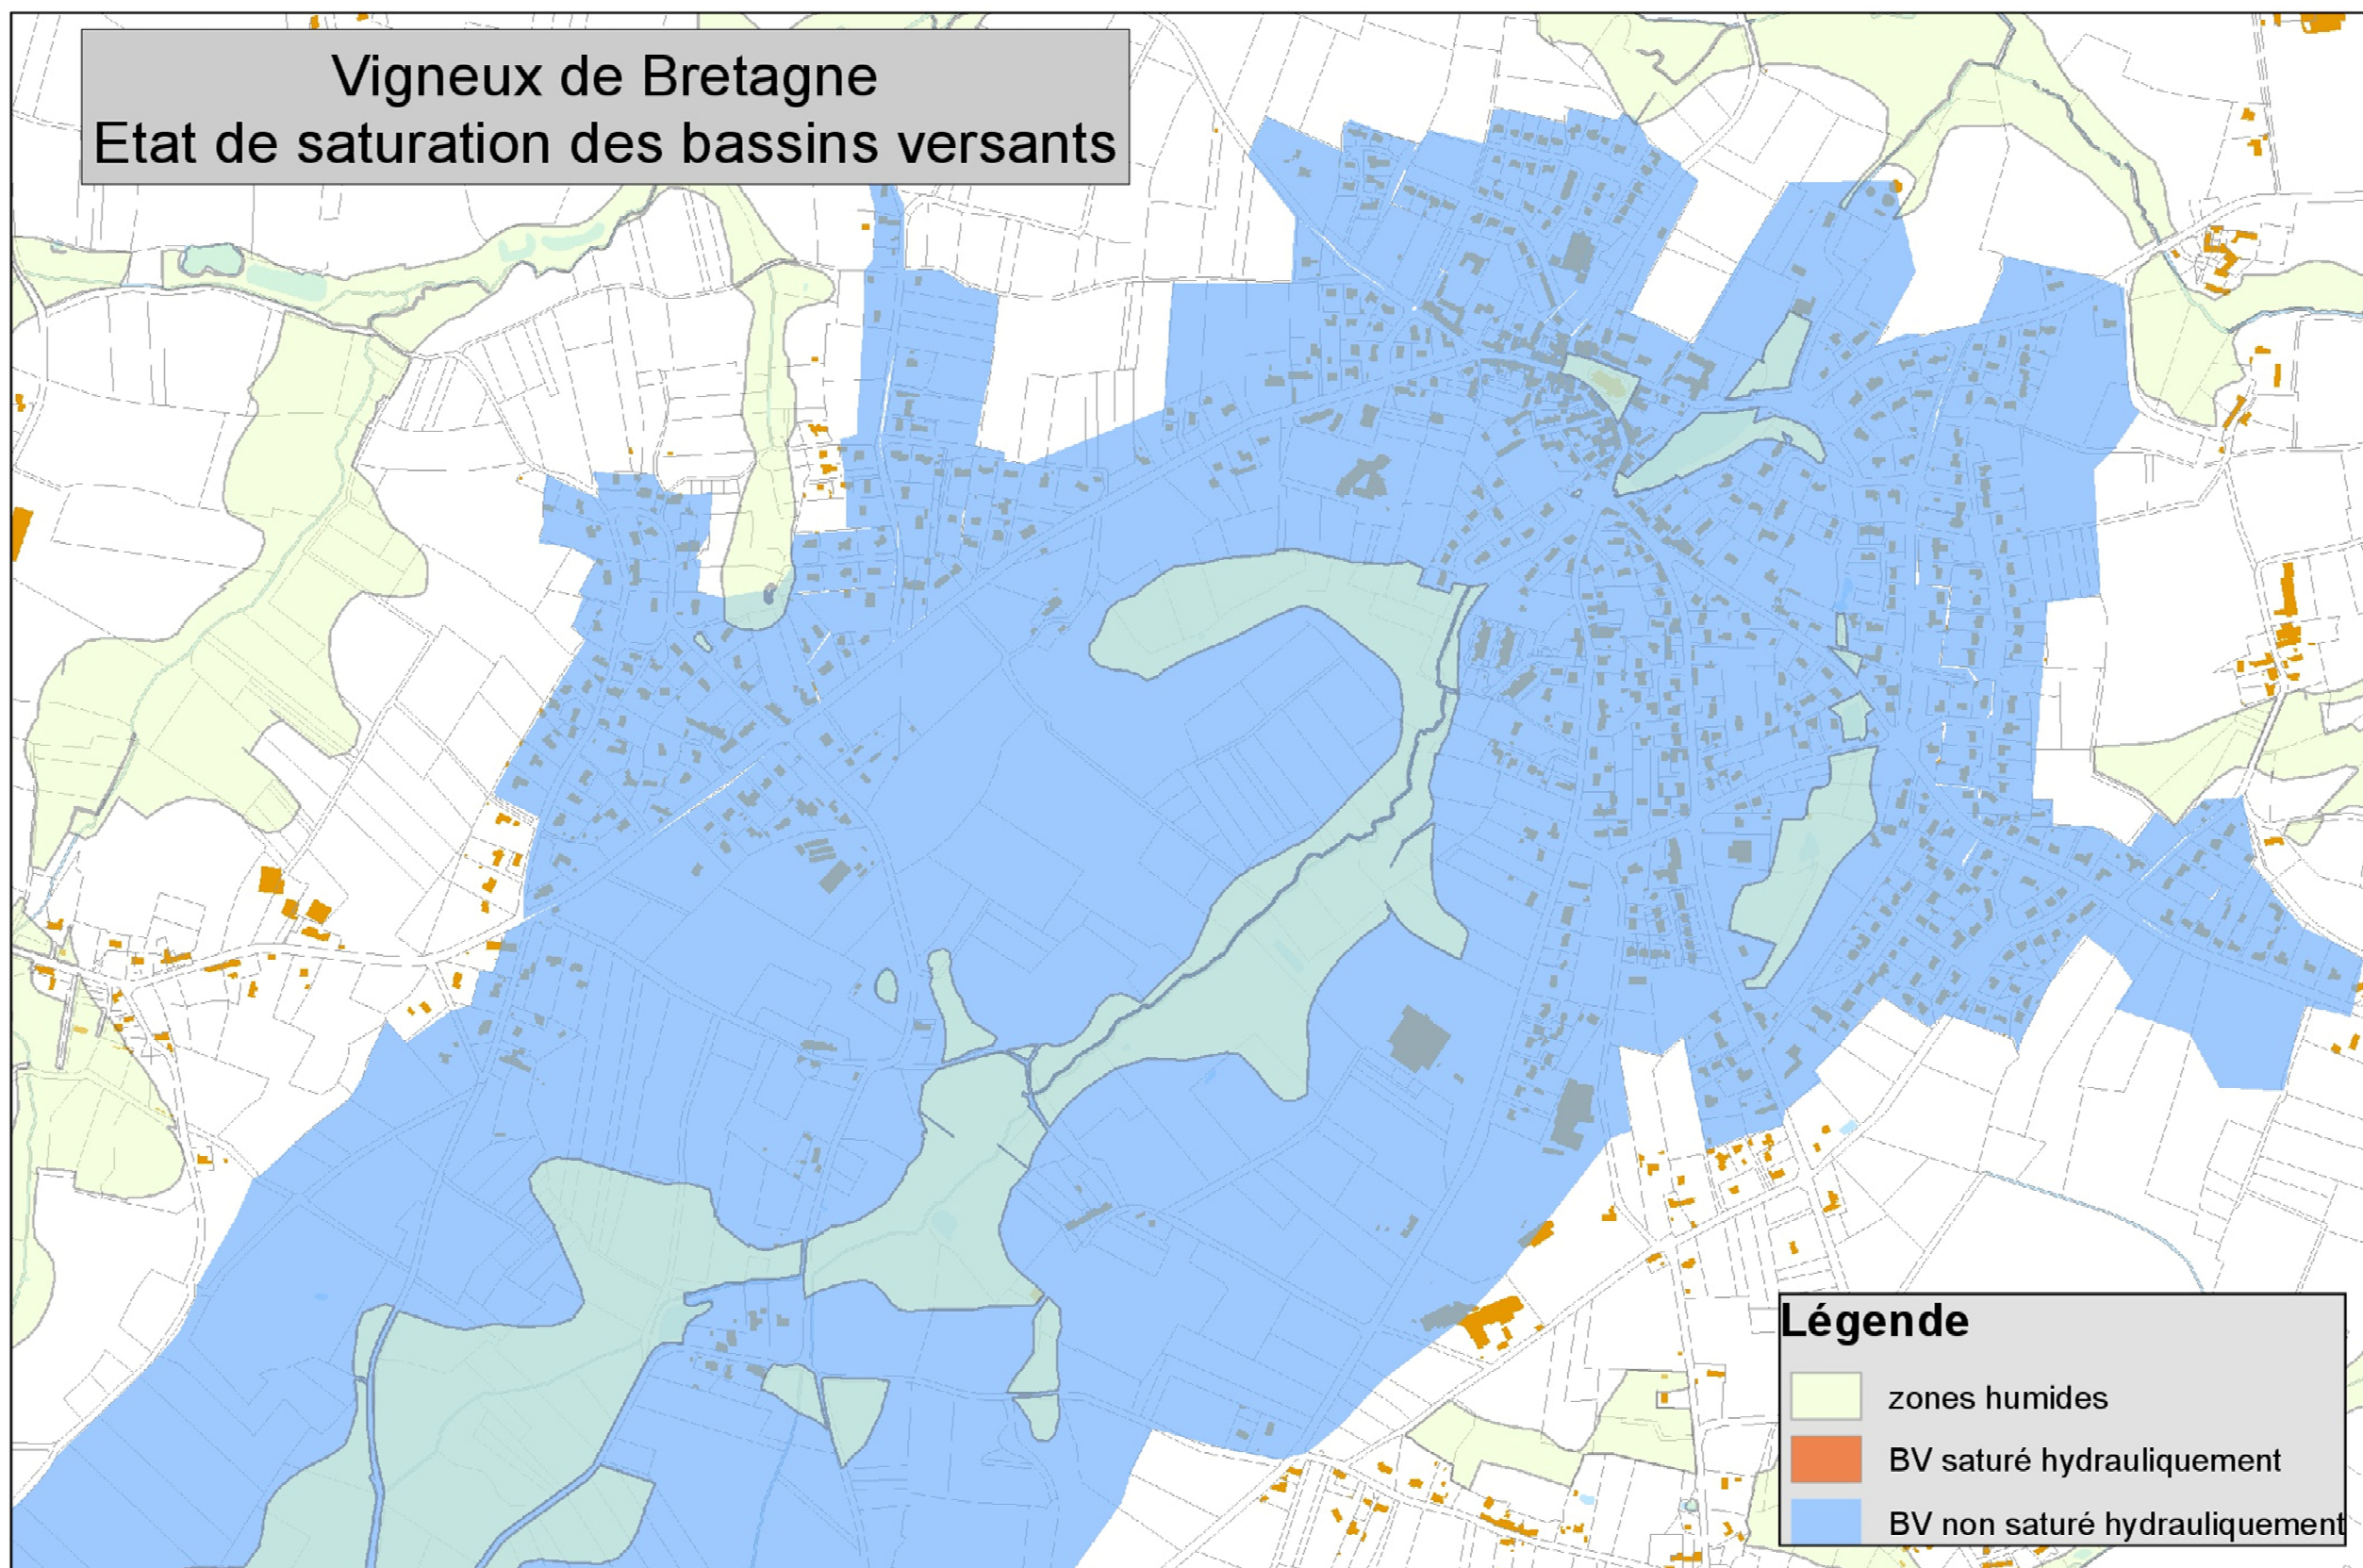 Vigneux de Bretagne
Etat de saturation des bassins versants
Légende
zones humides
BV saturé hydrauliquement
BV non saturé hydrauliquement